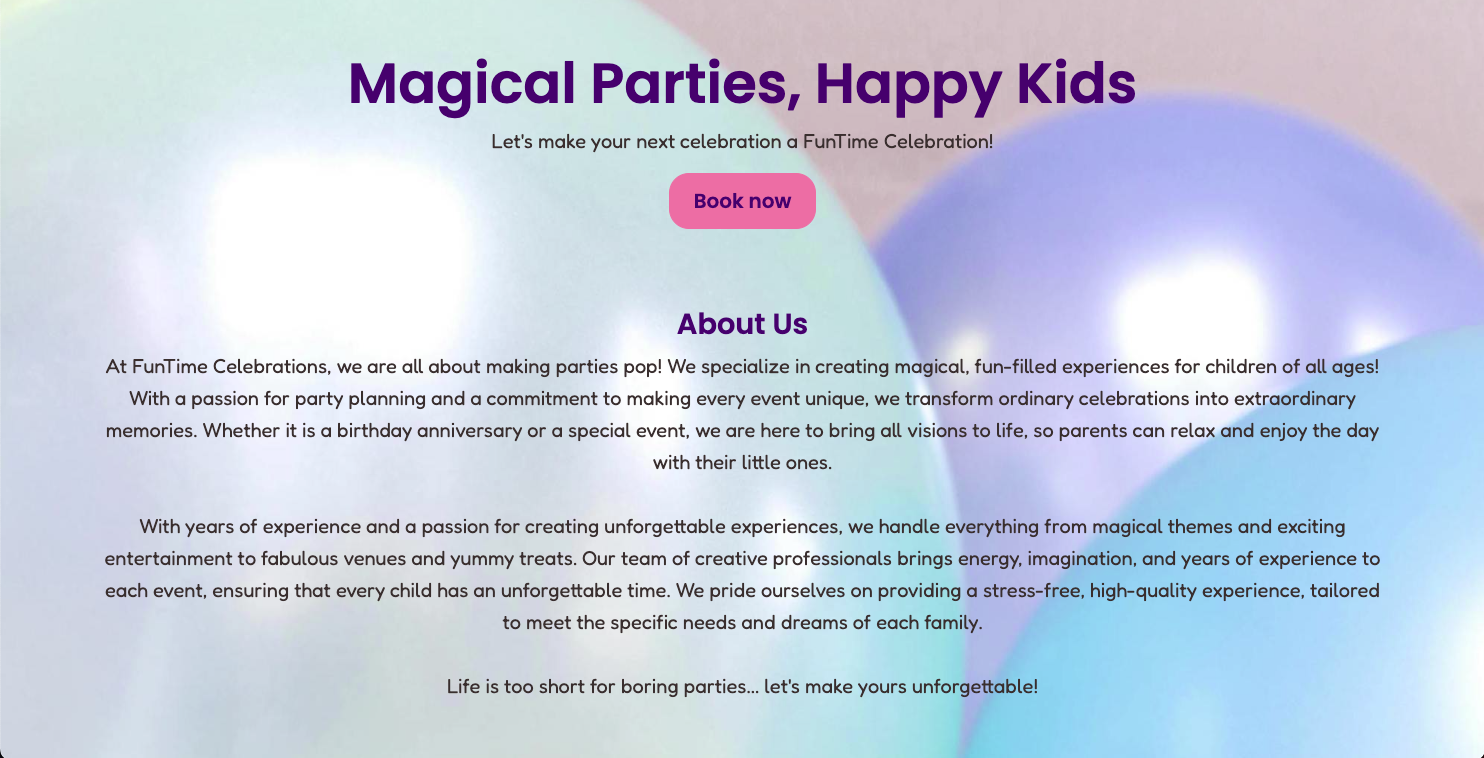 Magical Parties, Happy Kids
Let's make your next celebration a FunTime Celebration!
Book now
About Us
At FunTime Celebrations, we are all about making parties pop! We specialize in creating magical, fun-filled experiences for children of all ages!
With a passion for party planning and a commitment to making every event unique, we transform ordinary celebrations into extraordinary
memories. Whether it is a birthday anniversary or a special event, we are here to bring all visions to life, so parents can relax and enjoy the day
with their little ones.
With years of experience and a passion for creating unforgettable experiences, we handle everything from magical themes and exciting
entertainment to fabulous venues and yummy treats. Our team of creative professionals brings energy, imagination, and years of experience to
each event, ensuring that every child has an unforgettable time. We pride ourselves on providing a stress-free, high-quality experience, tailored
to meet the specific needs and dreams of each family.
Life is too short for boring parties... let's make yours unforgettable!